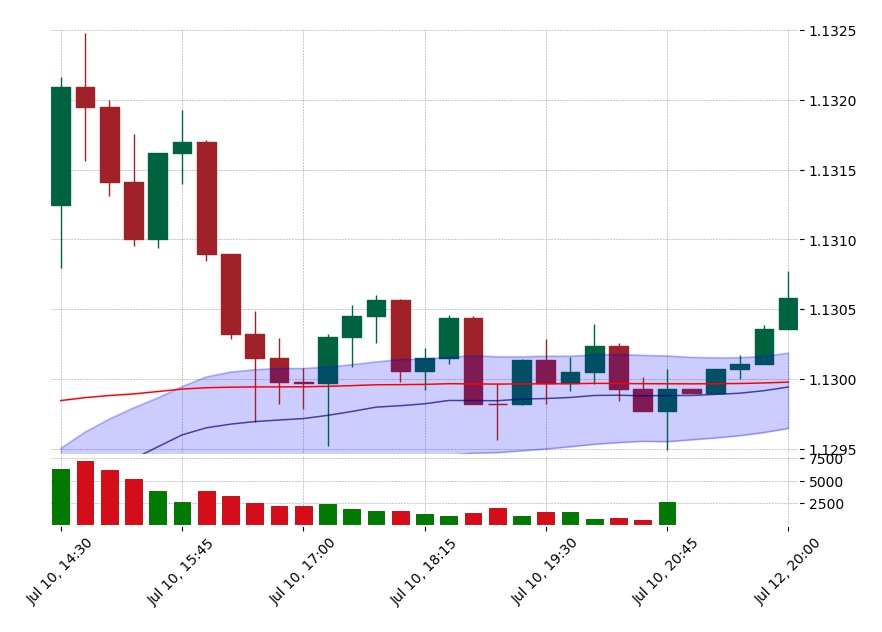 1.1325
1.1320
1.1315
1.1310
1.1305
1.1300
1.1295
7500
5000
2500
Jul 10, 14:30
Jul 10, 15:45
Jul 10, 17:00
Jul 10, 18:15
Jul 10, 19:30
Jul 10, 20:45
Jul 12, 20:00